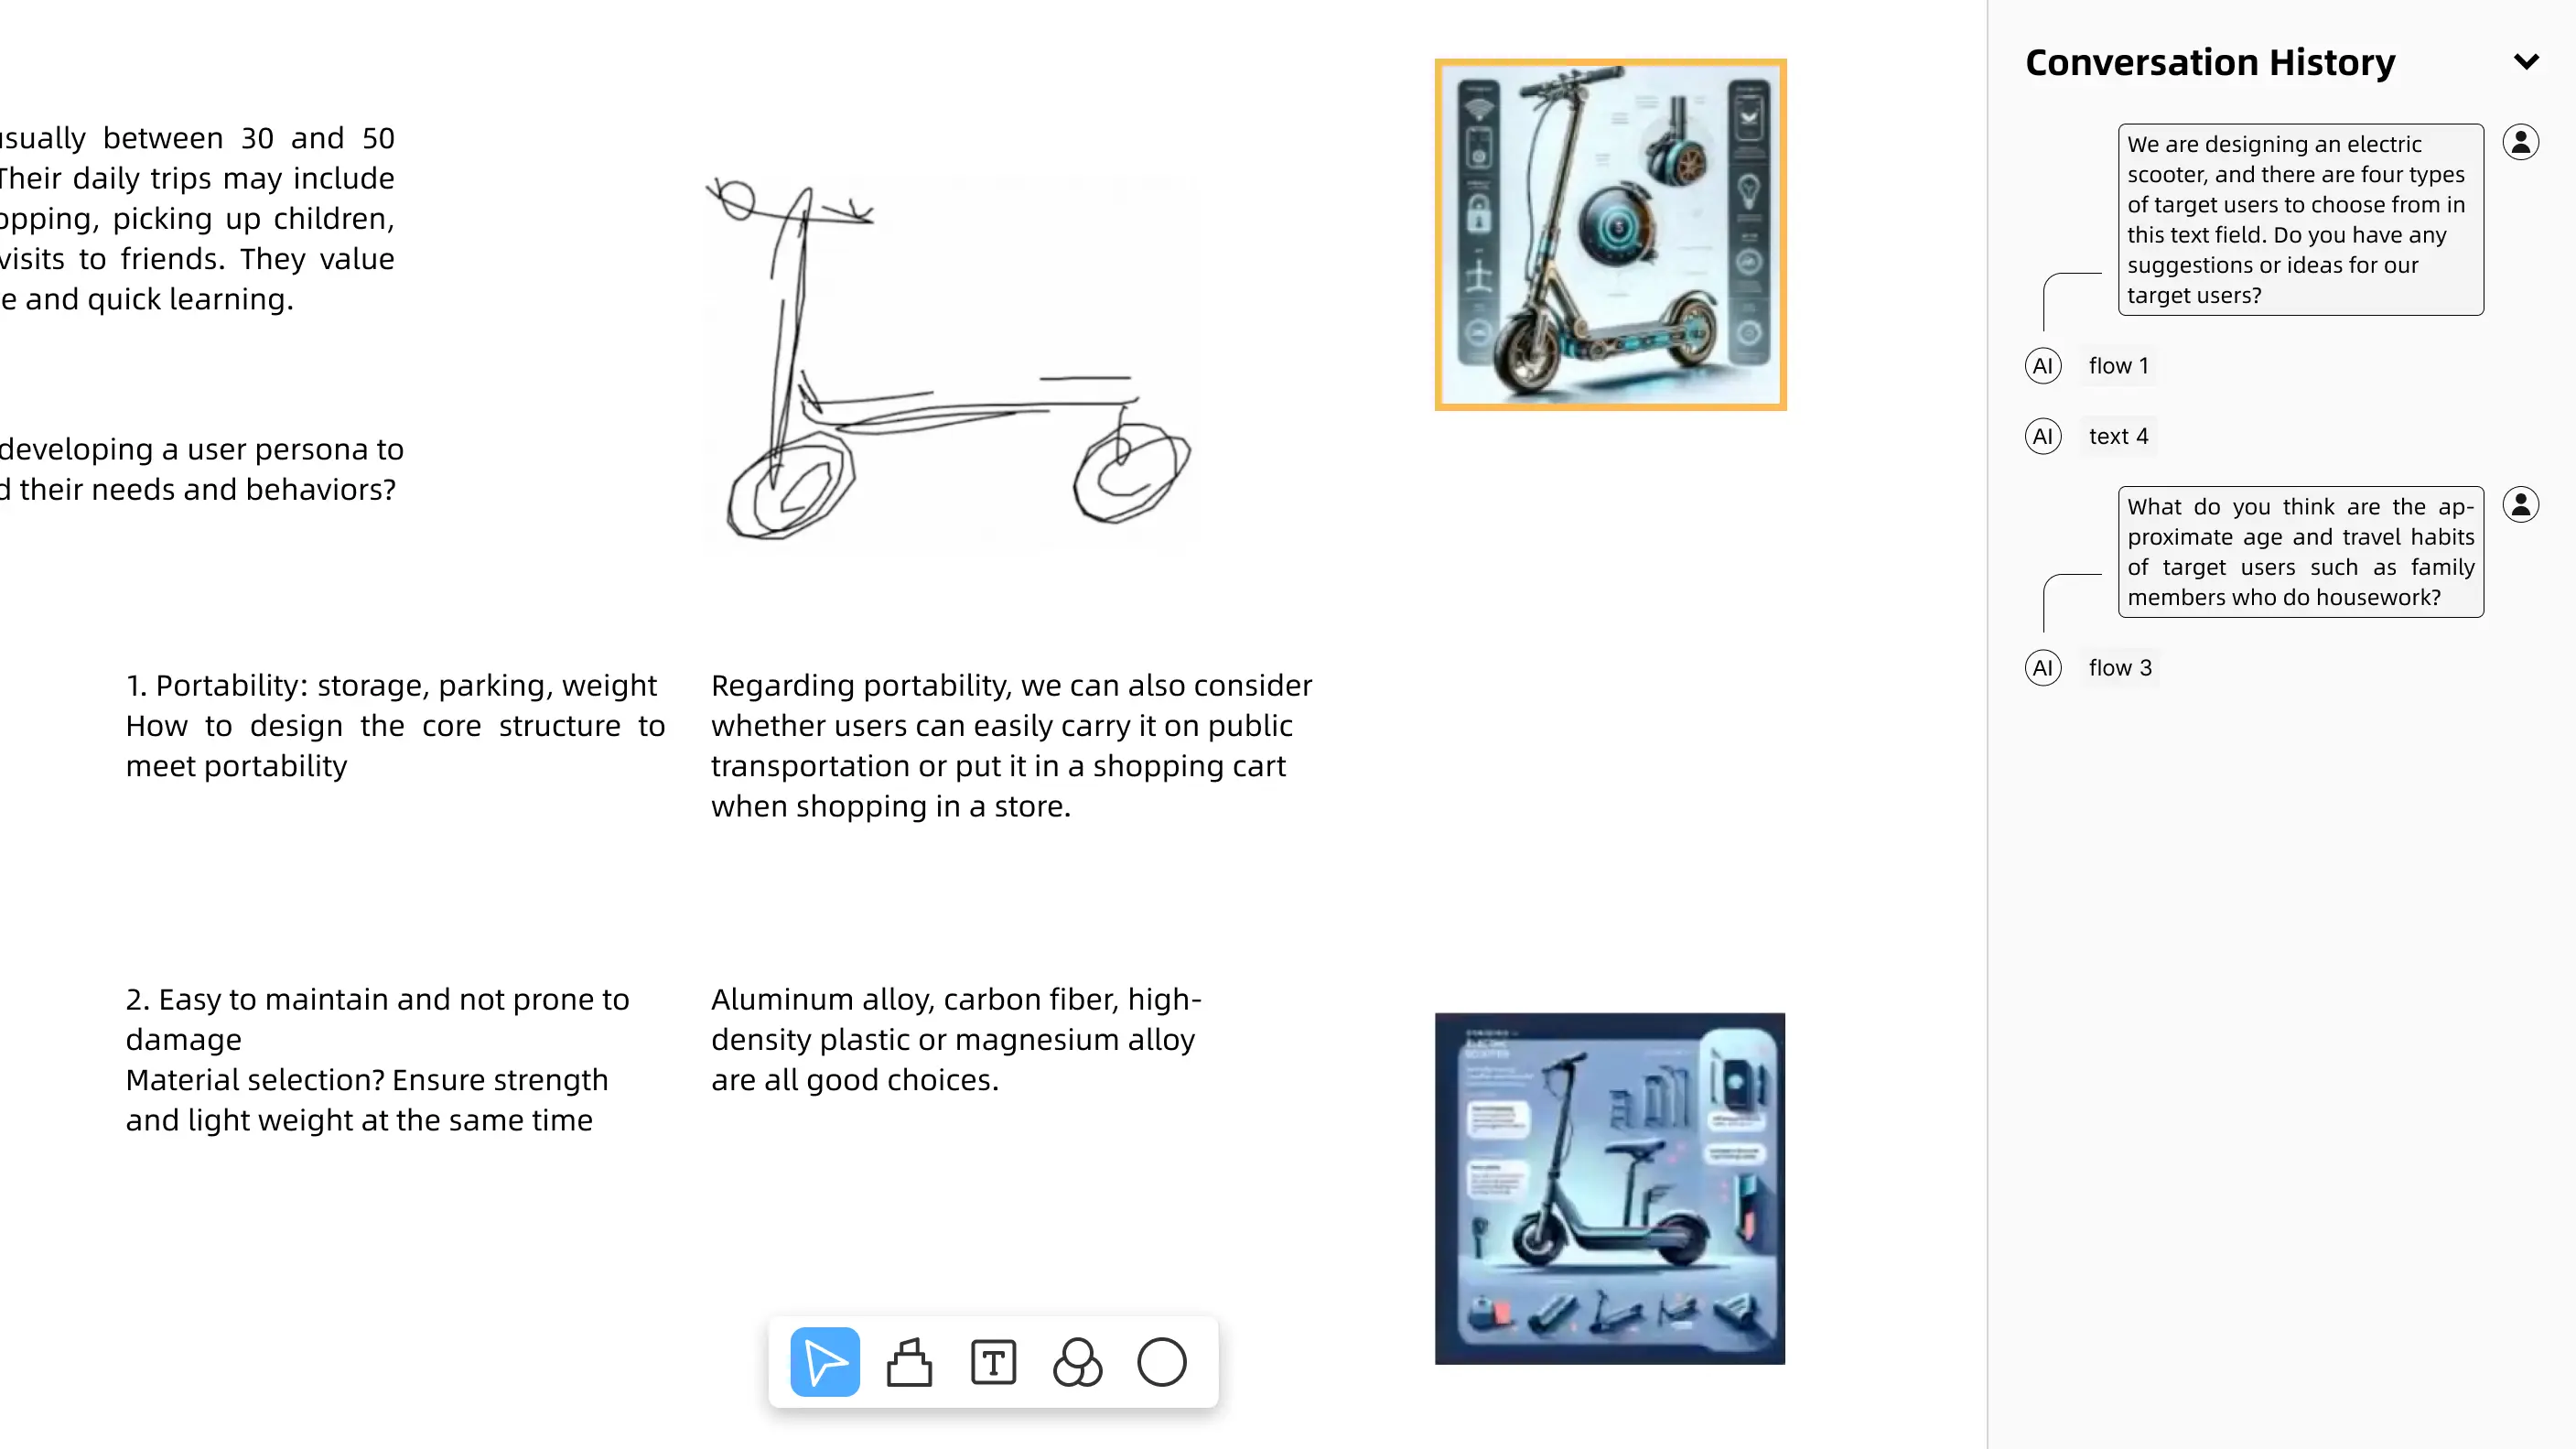 usually between 30 and 50
Their daily trips may include
opping, picking up children,
visits to friends. They value
e and quick learning.
developing a user persona to
d their needs and behaviors?
1. Portability: storage, parking, weight
How to design the core structure to
meet portability
Regarding portability, we can also consider
whether users can easily carry it on public
transportation or put it in a shopping cart
when shopping in a store.
2. Easy to maintain and not prone to
damage
Material selection? Ensure strength
and light weight at the same time
Aluminum alloy, carbon fiber, high-
density plastic or magnesium alloy
are all good choices.
T
Conversation History
We are designing an electric
scooter, and there are four types
of target users to choose from in
this text field. Do you have any
suggestions or ideas for our
target users?
AI flow 1
AI text 4
What do you think are the ap-
proximate age and travel habits
of target users such as family
members who do housework?
AI flow 3